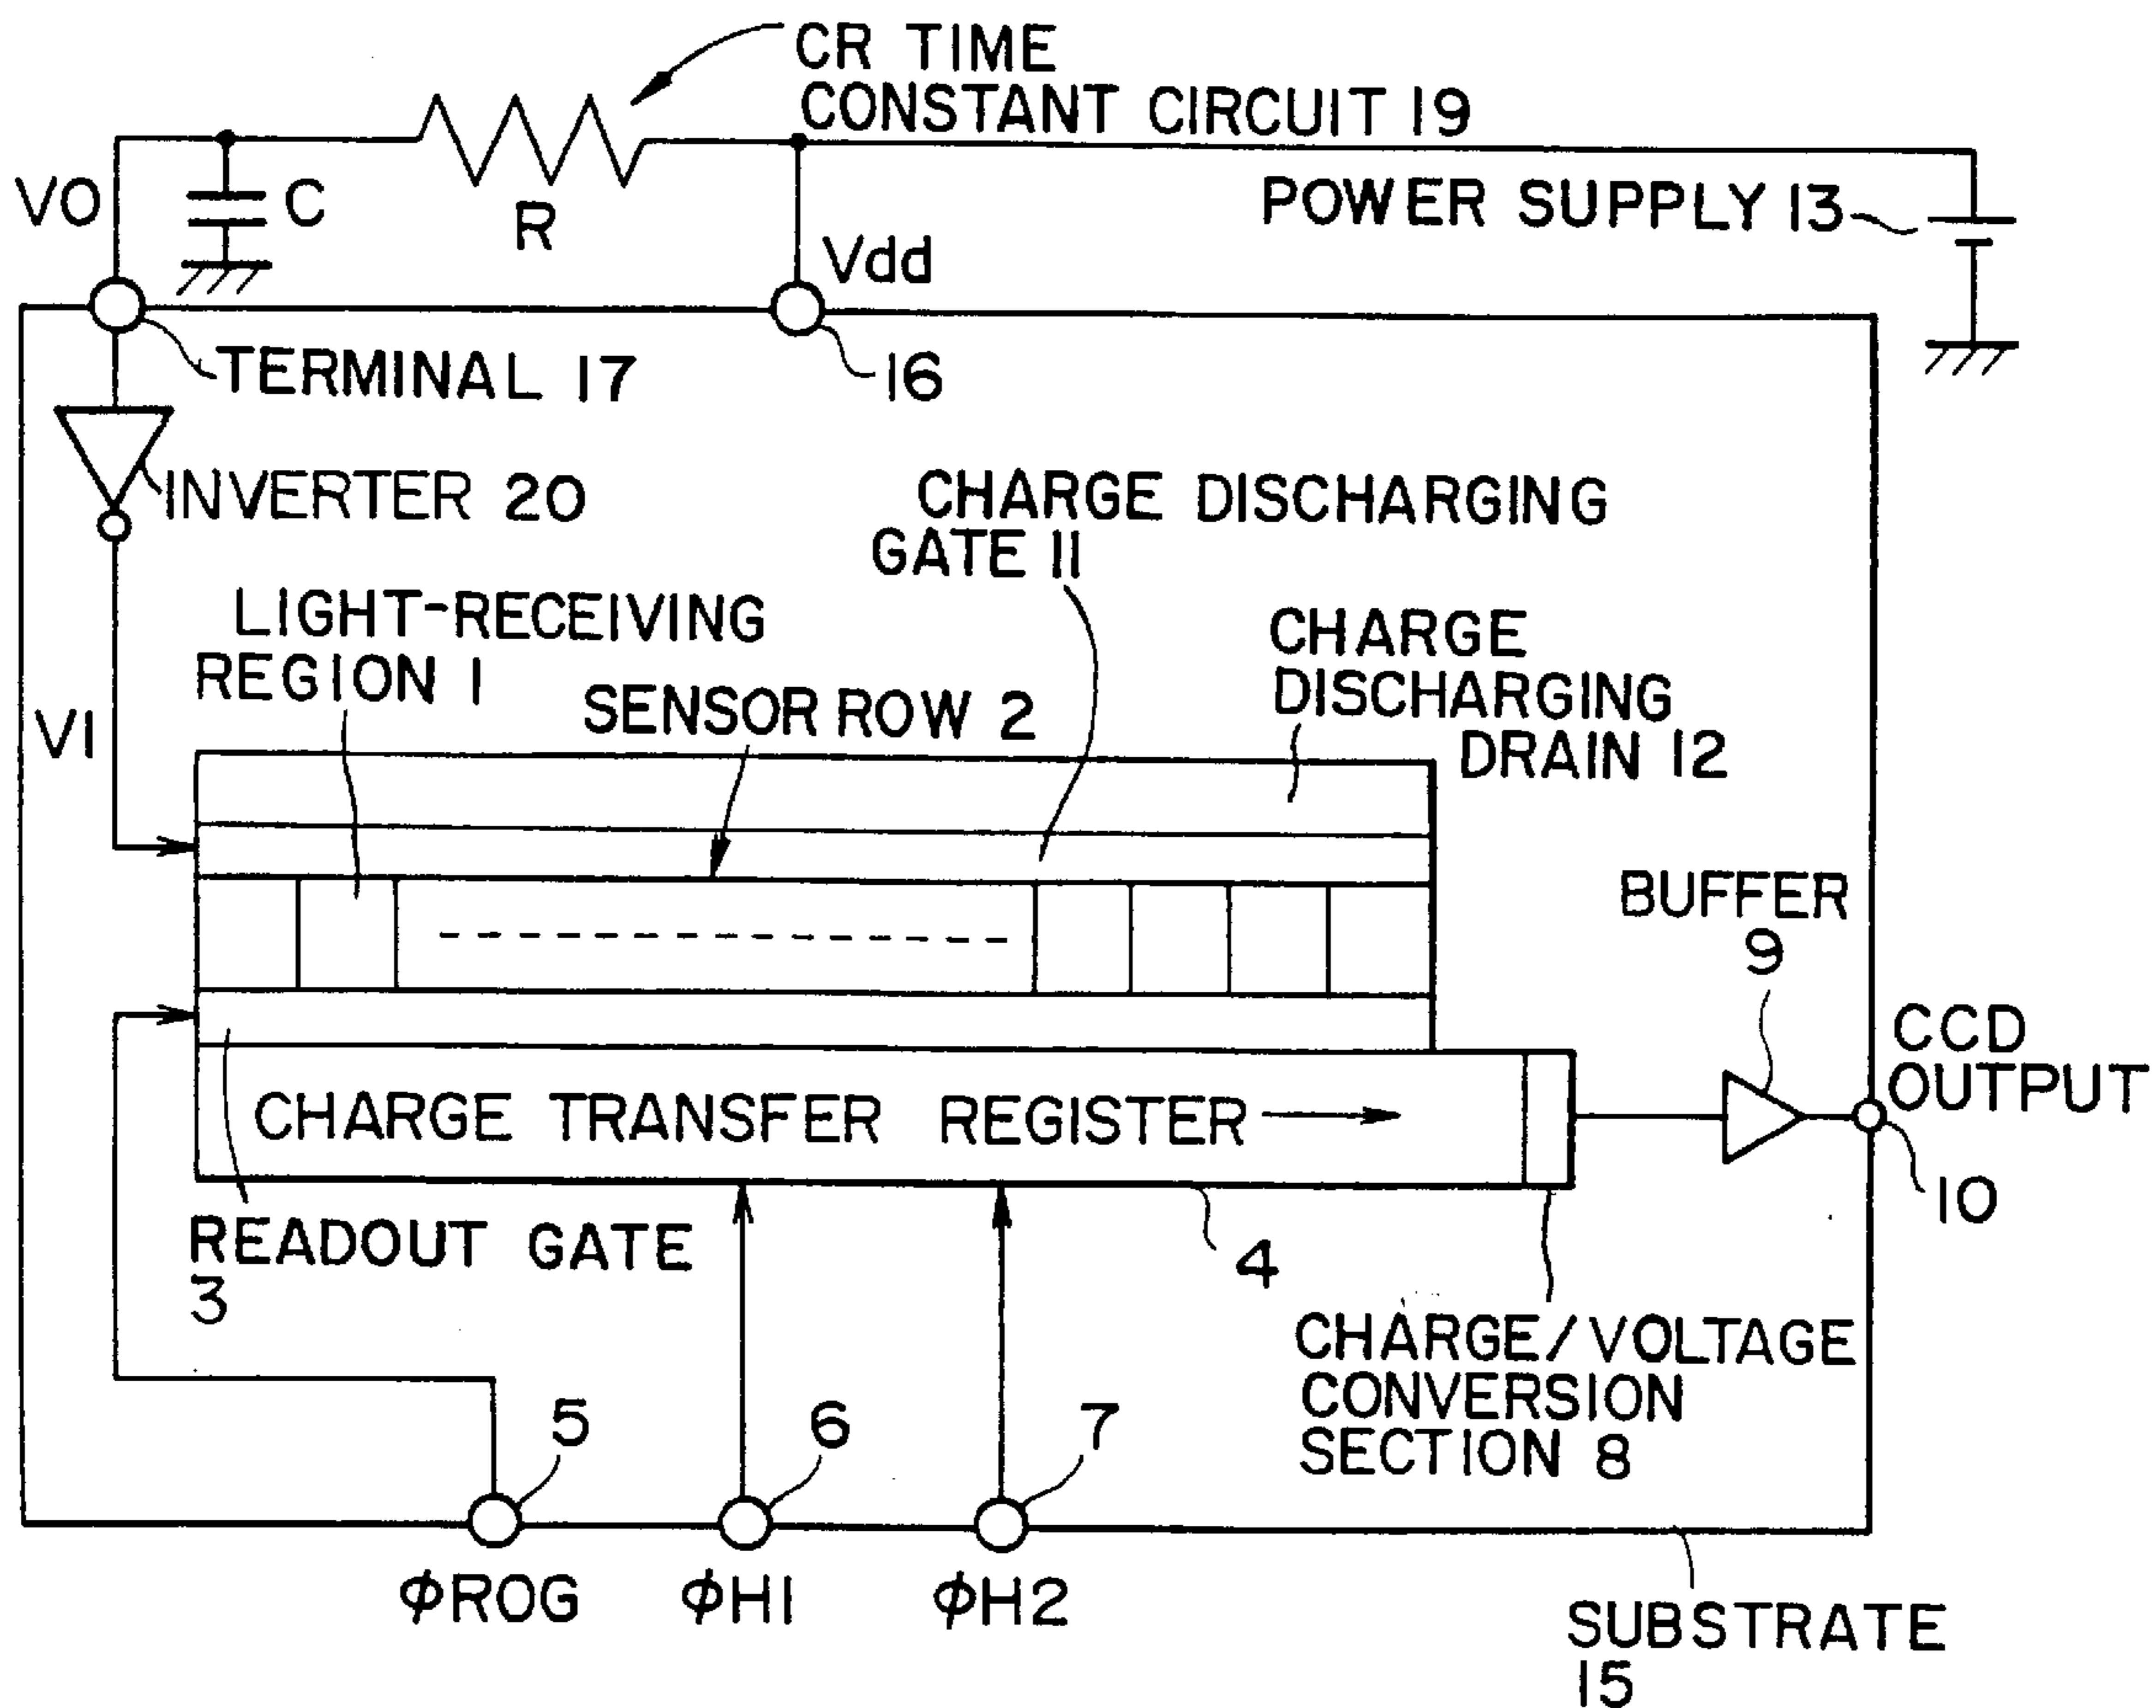 CR TIME
CONSTANT CIRCUIT 19
V0
C
R
POWER SUPPLY 13
Vdd
TERMINAL 17
16
INVERTER 20
CHARGE DISCHARGING
GATE 11
LIGHT-RECEIVING
REGION 1
CHARGE
DISCHARGING
DRAIN 12
SENSOR ROW 2
V1
BUFFER
9
CCD
OUTPUT
CHARGE TRANSFER REGISTER
10
READOUT GATE
3
4
CHARGE/VOLTAGE
CONVERSION
SECTION 8
5
6
7
φROG
φH1
φH2
SUBSTRATE
15